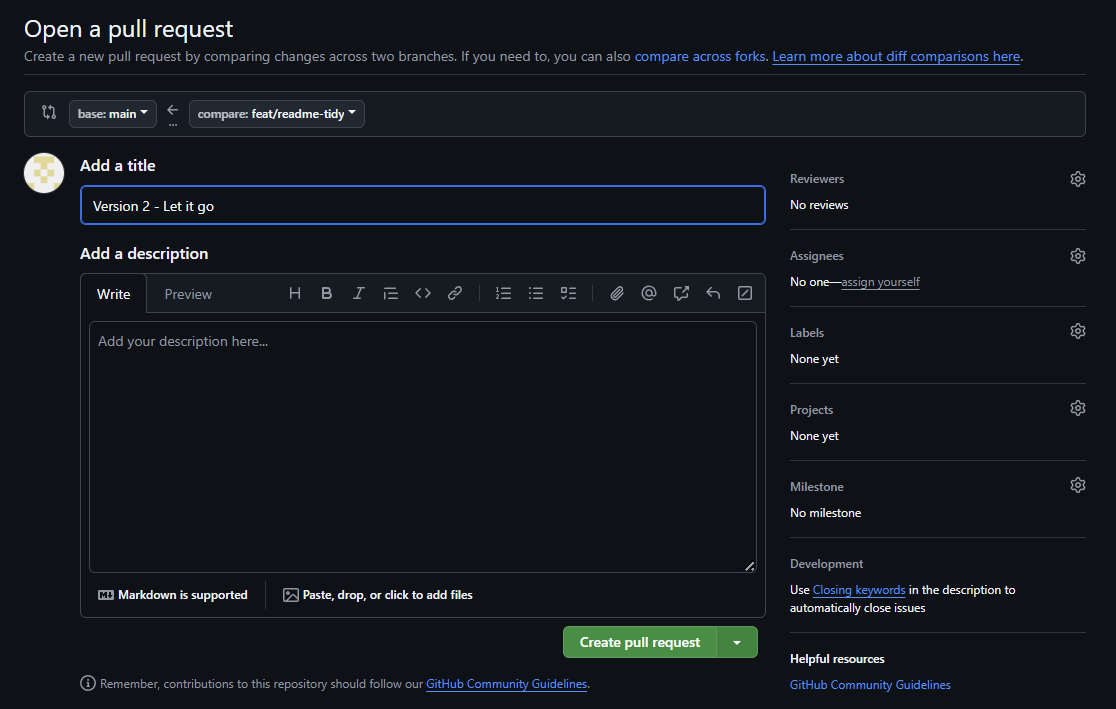 Open a pull request
Create a new pull request by comparing changes across two branches. If you need to, you can also compare across forks. Learn more about diff comparisons here.
base: main ← ... compare: feat/readme-tidy
Add a title
Version 2 - Let it go
Add a description
Write Preview
Add your description here...
Markdown is supported
Paste, drop, or click to add files
Create pull request
Remember, contributions to this repository should follow our GitHub Community Guidelines.
Reviewers
No reviews
Assignees
No one—assign yourself
Labels
None yet
Projects
None yet
Milestone
No milestone
Development
Use Closing keywords in the description to
automatically close issues
Helpful resources
GitHub Community Guidelines